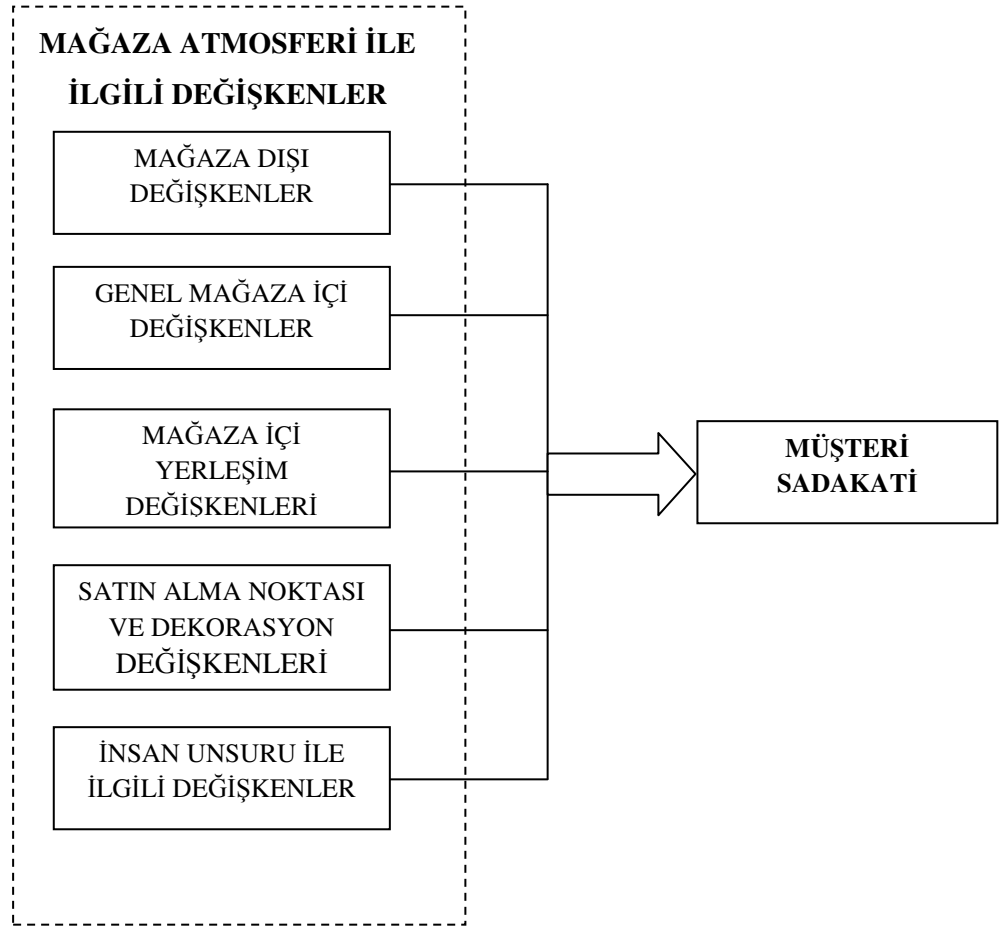 MAĞAZA ATMOSFERİ İLE
İLGİLİ DEĞİŞKENLER
MAĞAZA DIŞI
DEĞİŞKENLER
GENEL MAĞAZA İÇİ
DEĞİŞKENLER
MAĞAZA İÇİ
YERLEŞİM
DEĞİŞKENLERİ
SATIN ALMA NOKTASI
VE DEKORASYON
DEĞİŞKENLERİ
İNSAN UNSURU İLE
İLGİLİ DEĞİŞKENLER
MÜŞTERİ
SADAKATİ